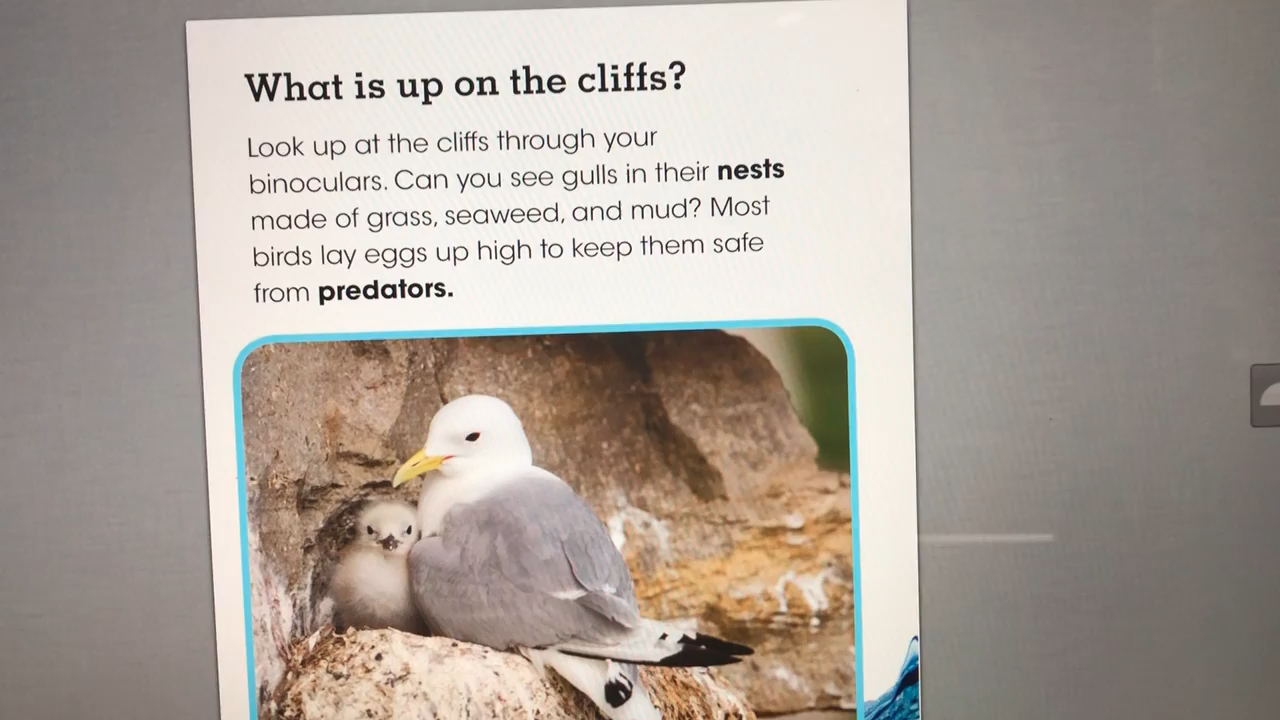 What is up on the cliffs?
Look up at the cliffs through your
binoculars. Can you see gulls in their nests
made of grass, seaweed, and mud? Most
birds lay eggs up high to keep them safe
from predators.